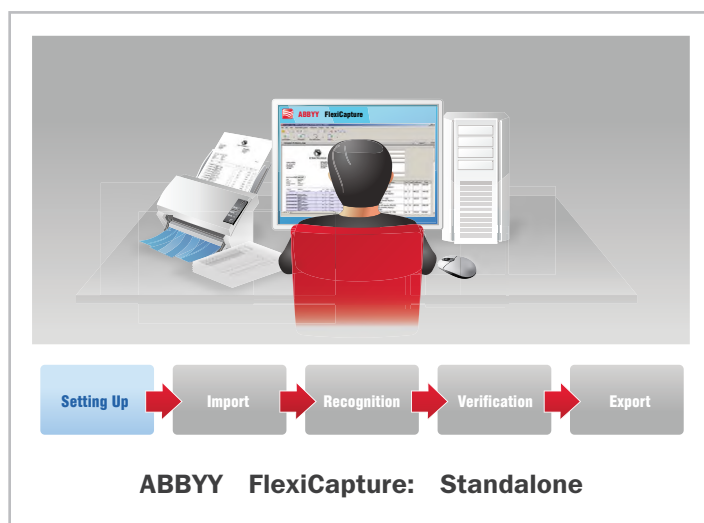 ABBYY FlexiCapture
Setting Up
Import
Recognition
Verification
Export
ABBYY FlexiCapture: Standalone